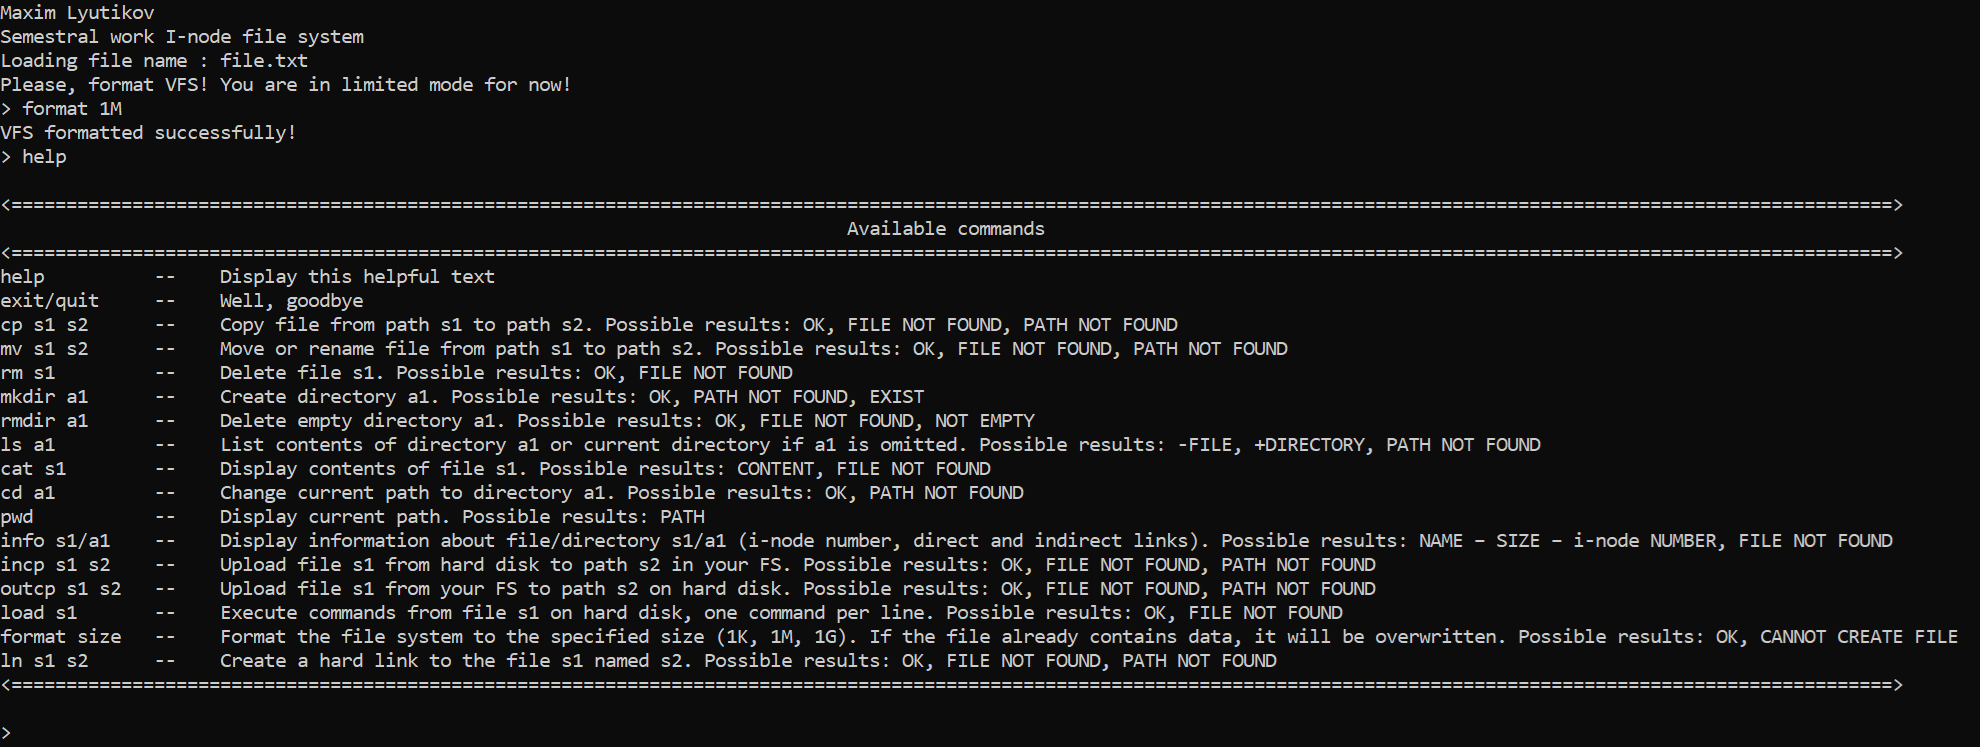 Maxim Lyutikov
Semestral work I-node file system
Loading file name : file.txt
Please, format VFS! You are in limited mode for now!
> format 1M
VFS formatted successfully!
> help
<===========================================================================================================================================================================>
Available commands
<===========================================================================================================================================================================>
help          --    Display this helpful text
exit/quit     --    Well, goodbye
cp s1 s2      --    Copy file from path s1 to path s2. Possible results: OK, FILE NOT FOUND, PATH NOT FOUND
mv s1 s2      --    Move or rename file from path s1 to path s2. Possible results: OK, FILE NOT FOUND, PATH NOT FOUND
rm s1         --    Delete file s1. Possible results: OK, FILE NOT FOUND
mkdir a1      --    Create directory a1. Possible results: OK, PATH NOT FOUND, EXIST
rmdir a1      --    Delete empty directory a1. Possible results: OK, FILE NOT FOUND, NOT EMPTY
ls a1         --    List contents of directory a1 or current directory if a1 is omitted. Possible results: -FILE, +DIRECTORY, PATH NOT FOUND
cat s1        --    Display contents of file s1. Possible results: CONTENT, FILE NOT FOUND
cd a1         --    Change current path to directory a1. Possible results: OK, PATH NOT FOUND
pwd           --    Display current path. Possible results: PATH
info s1/a1    --    Display information about file/directory s1/a1 (i-node number, direct and indirect links). Possible results: NAME – SIZE – i-node NUMBER, FILE NOT FOUND
incp s1 s2    --    Upload file s1 from hard disk to path s2 in your FS. Possible results: OK, FILE NOT FOUND, PATH NOT FOUND
outcp s1 s2   --    Upload file s1 from your FS to path s2 on hard disk. Possible results: OK, FILE NOT FOUND, PATH NOT FOUND
load s1       --    Execute commands from file s1 on hard disk, one command per line. Possible results: OK, FILE NOT FOUND
format size   --    Format the file system to the specified size (1K, 1M, 1G). If the file already contains data, it will be overwritten. Possible results: OK, CANNOT CREATE FILE
ln s1 s2      --    Create a hard link to the file s1 named s2. Possible results: OK, FILE NOT FOUND, PATH NOT FOUND
<===========================================================================================================================================================================>
>